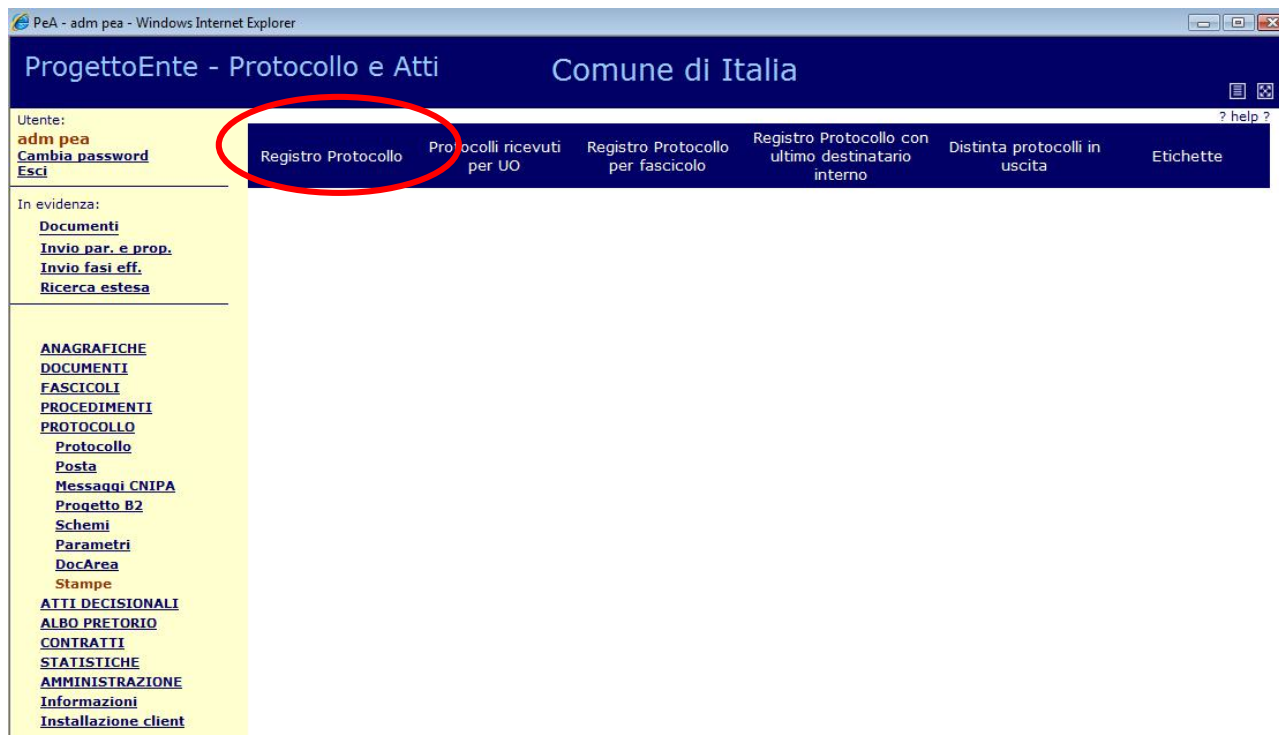 PeA - adm pea - Windows Internet Explorer
ProgettoEnte - Protocollo e Atti
Comune di Italia
? help ?
Utente:
adm pea
Cambia password
Esci
Registro Protocollo
Protocolli ricevuti
per UO
Registro Protocollo
per fascicolo
Registro Protocollo con
ultimo destinatario
interno
Distinta protocolli in
uscita
Etichette
In evidenza:
Documenti
Invio par. e prop.
Invio fasi eff.
Ricerca estesa
ANAGRAFICHE
DOCUMENTI
FASCICOLI
PROCEDIMENTI
PROTOCOLLO
Protocollo
Posta
Messaggi CNIPA
Progetto B2
Schemi
Parametri
DocArea
Stampe
ATTI DECISIONALI
ALBO PRETORIO
CONTRATTI
STATISTICHE
AMMINISTRAZIONE
Informazioni
Installazione client